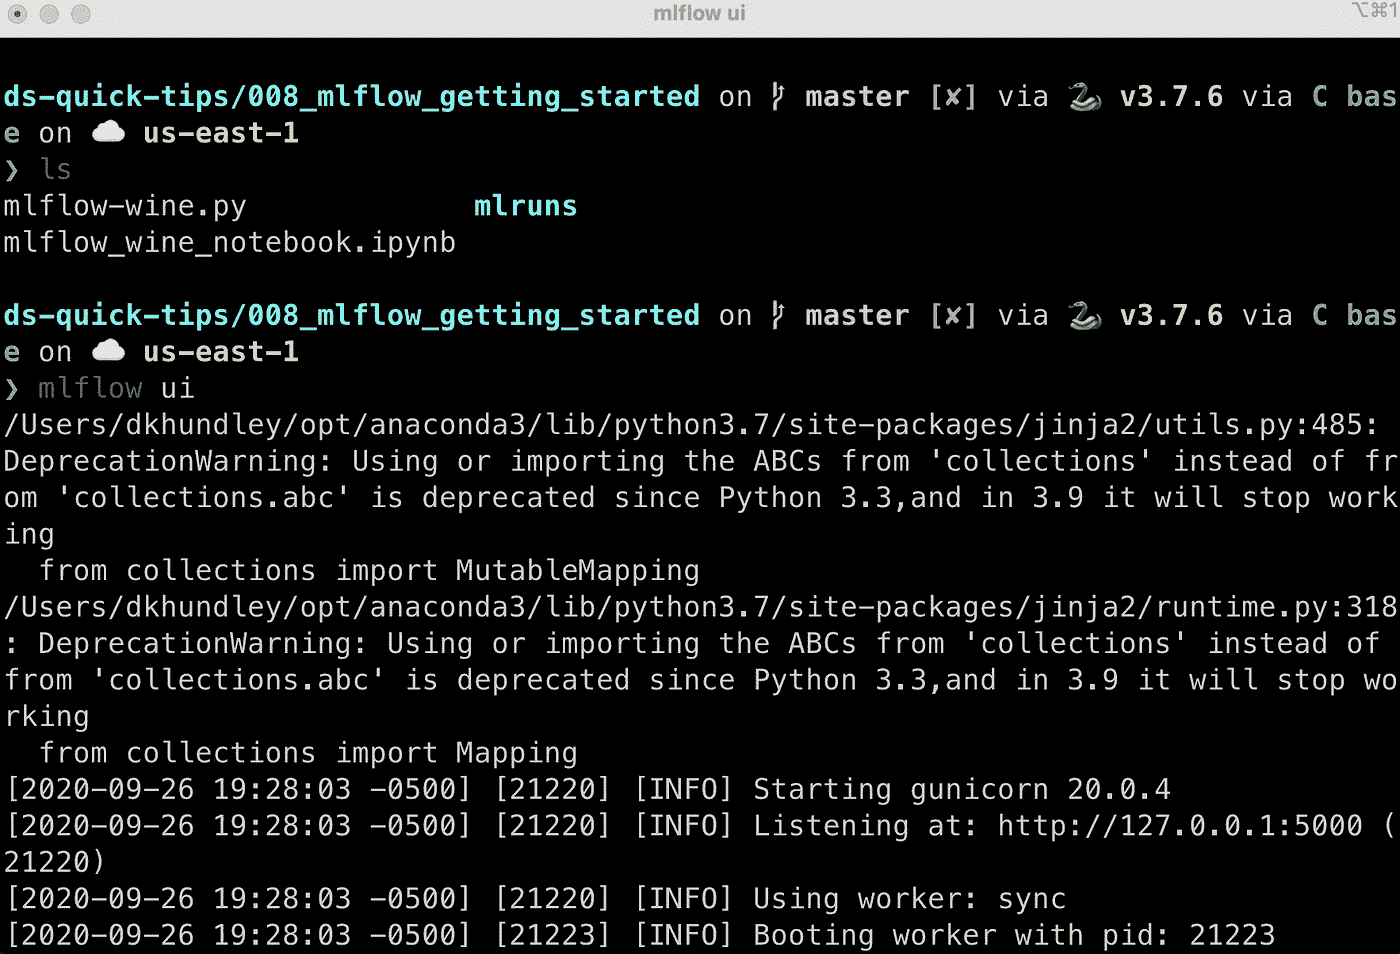 mlflow ui
⌥⌘1
ds-quick-tips/008_mlflow_getting_started on master [✘] via 🐍 v3.7.6 via C bas
e on ☁️ us-east-1
❯ ls
mlflow-wine.py mlruns
mlflow_wine_notebook.ipynb
ds-quick-tips/008_mlflow_getting_started on master [✘] via 🐍 v3.7.6 via C bas
e on ☁️ us-east-1
❯ mlflow ui
/Users/dkhundley/opt/anaconda3/lib/python3.7/site-packages/jinja2/utils.py:485:
DeprecationWarning: Using or importing the ABCs from 'collections' instead of fr
om 'collections.abc' is deprecated since Python 3.3,and in 3.9 it will stop work
ing
  from collections import MutableMapping
/Users/dkhundley/opt/anaconda3/lib/python3.7/site-packages/jinja2/runtime.py:318
: DeprecationWarning: Using or importing the ABCs from 'collections' instead of
from 'collections.abc' is deprecated since Python 3.3,and in 3.9 it will stop wo
rking
  from collections import Mapping
[2020-09-26 19:28:03 -0500] [21220] [INFO] Starting gunicorn 20.0.4
[2020-09-26 19:28:03 -0500] [21220] [INFO] Listening at: http://127.0.0.1:5000 (
21220)
[2020-09-26 19:28:03 -0500] [21220] [INFO] Using worker: sync
[2020-09-26 19:28:03 -0500] [21223] [INFO] Booting worker with pid: 21223